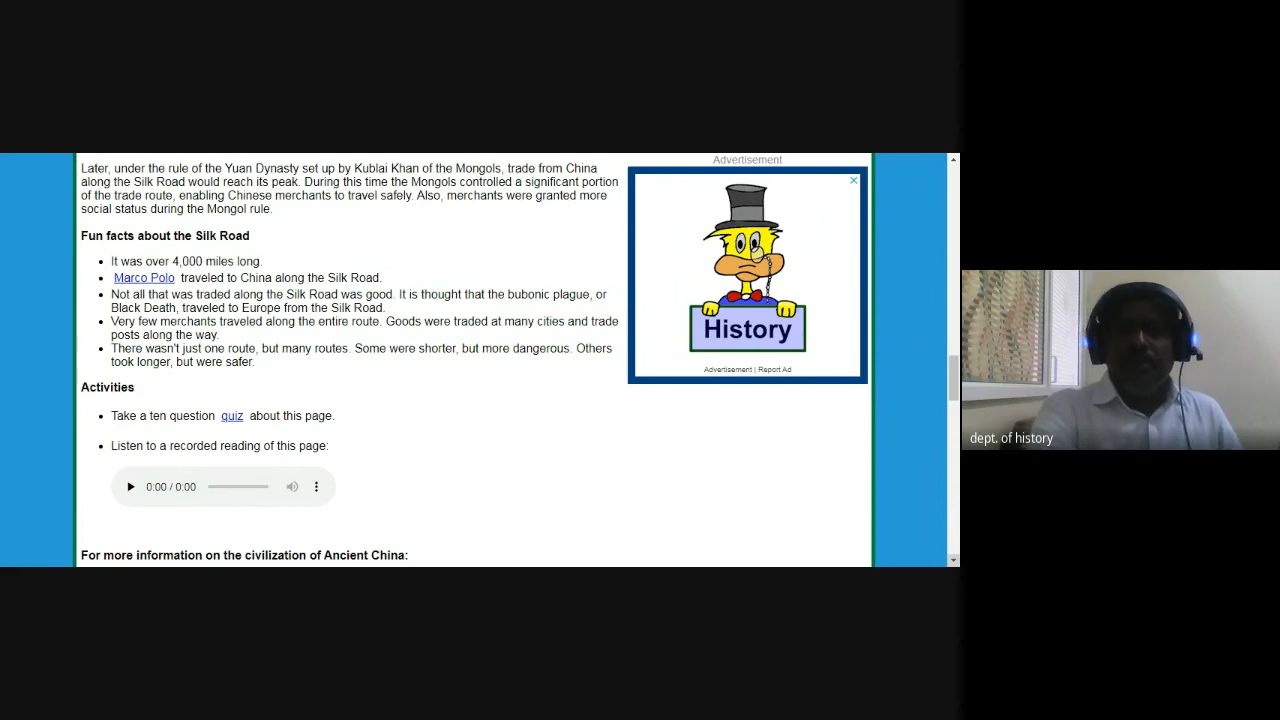 Later, under the rule of the Yuan Dynasty set up by Kublai Khan of the Mongols, trade from China
along the Silk Road would reach its peak. During this time the Mongols controlled a significant portion
of the trade route, enabling Chinese merchants to travel safely. Also, merchants were granted more
social status during the Mongol rule.
Fun facts about the Silk Road
It was over 4,000 miles long.
Marco Polo traveled to China along the Silk Road.
Not all that was traded along the Silk Road was good. It is thought that the bubonic plague, or
Black Death, traveled to Europe from the Silk Road.
Very few merchants traveled along the entire route. Goods were traded at many cities and trade
posts along the way.
There wasn't just one route, but many routes. Some were shorter, but more dangerous. Others
took longer, but were safer.
Activities
Take a ten question quiz about this page.
Listen to a recorded reading of this page:
0:00 / 0:00
For more information on the civilization of Ancient China:
Advertisement
History
Advertisement | Report Ad
dept. of history